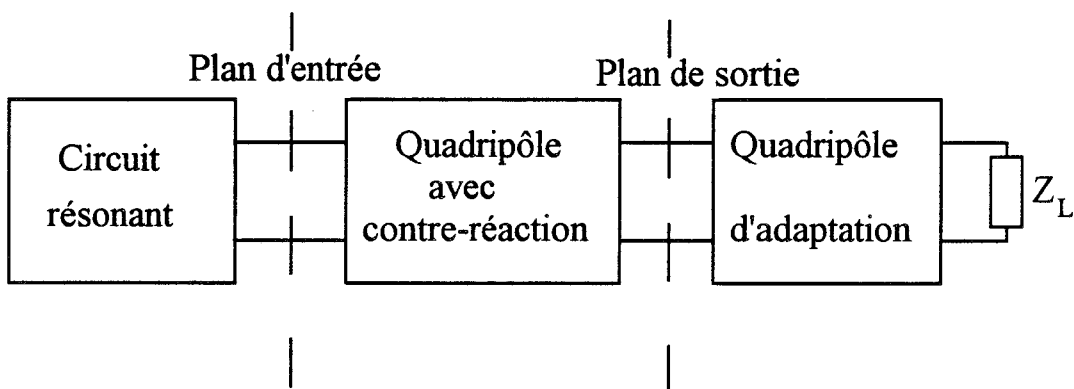 Plan d'entrée
Plan de sortie
Circuit
résonant
Quadripôle
avec
contre-réaction
Quadripôle
d'adaptation
Z_L